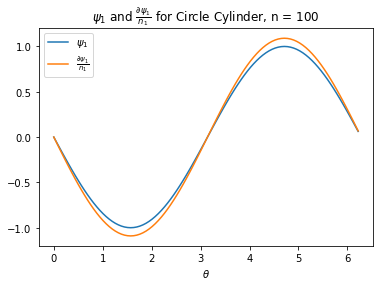 ψ₁ and ∂ψ₁/n₁ for Circle Cylinder, n = 100
ψ₁
∂ψ₁/n₁
1.0
0.5
0.0
−0.5
−1.0
0 1 2 3 4 5 6
θ